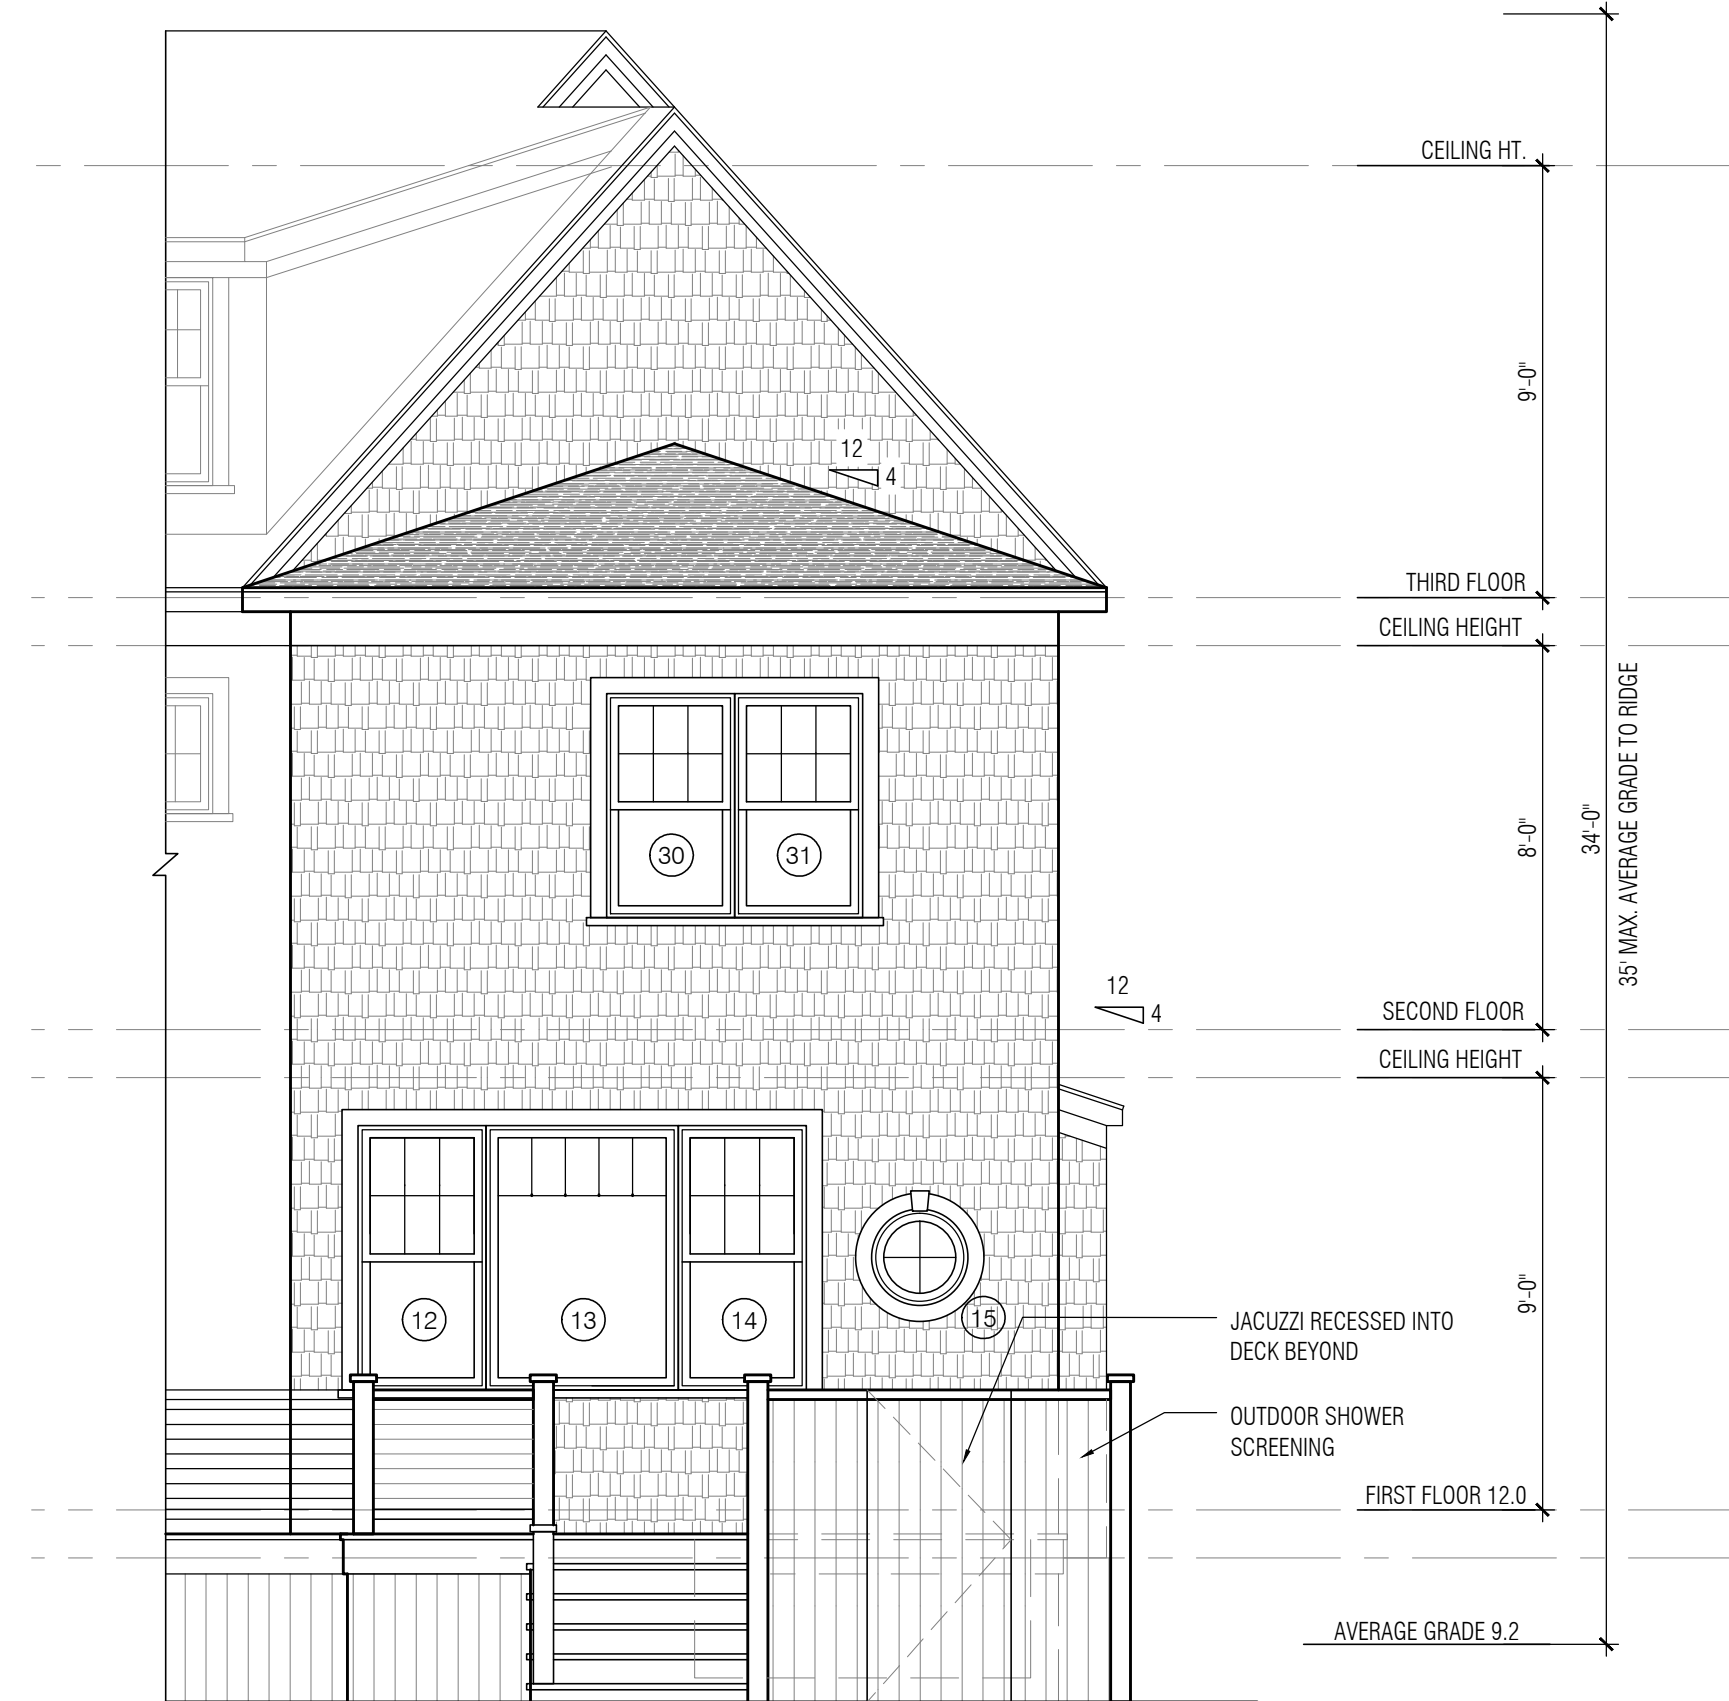 CEILING HT.
9'-0"
12
4
THIRD FLOOR
CEILING HEIGHT
35' MAX. AVERAGE GRADE TO RIDGE
34'-0"
8'-0"
30
31
12
4
SECOND FLOOR
CEILING HEIGHT
9'-0"
12
13
14
15
JACUZZI RECESSED INTO
DECK BEYOND
OUTDOOR SHOWER
SCREENING
FIRST FLOOR 12.0
AVERAGE GRADE 9.2